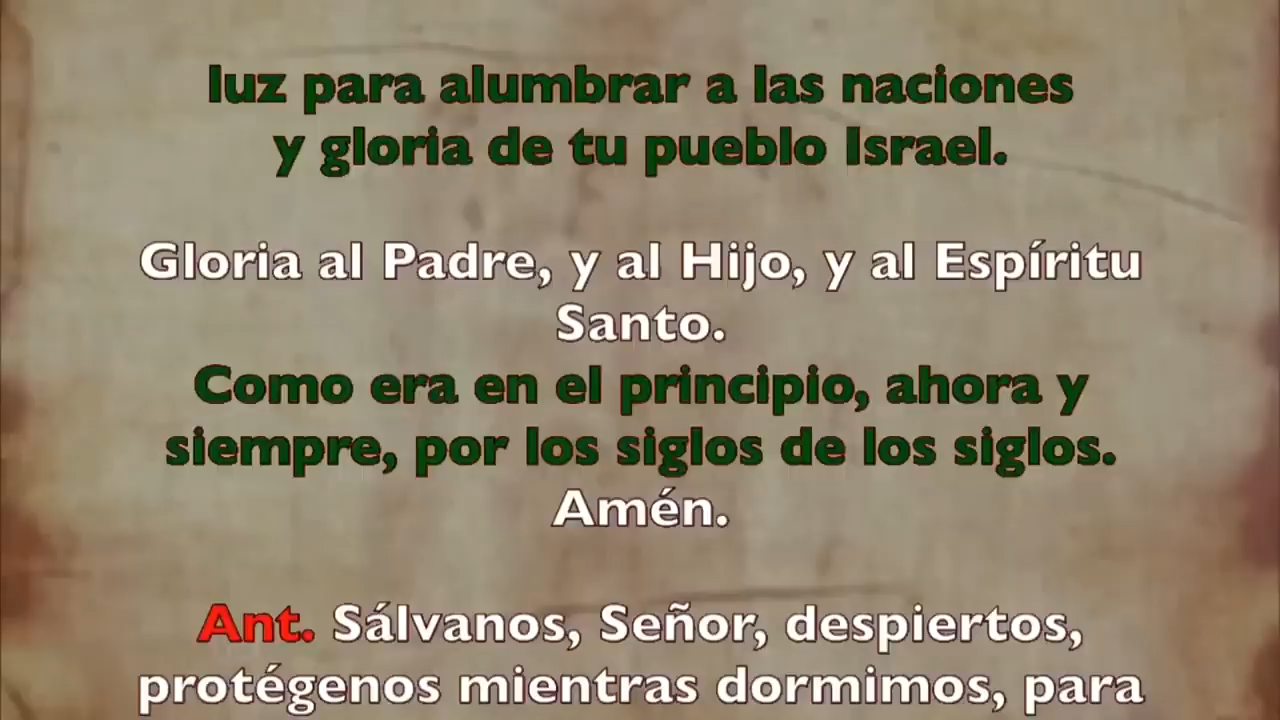 luz para alumbrar a las naciones
y gloria de tu pueblo Israel.
Gloria al Padre, y al Hijo, y al Espíritu
Santo.
Como era en el principio, ahora y
siempre, por los siglos de los siglos.
Amén.
Ant. Sálvanos, Señor, despiertos,
protégenos mientras dormimos, para